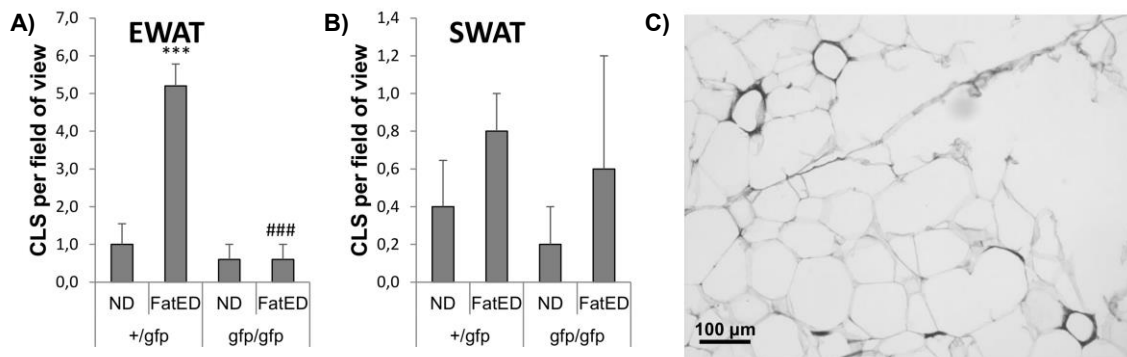 A)
EWAT
CLS per field of view
7,0
6,0
5,0
4,0
3,0
2,0
1,0
0,0
***
###
ND FatED ND FatED
+/gfp gfp/gfp
B)
SWAT
CLS per field of view
1,4
1,2
1,0
0,8
0,6
0,4
0,2
0,0
ND FatED ND FatED
+/gfp gfp/gfp
C)
100 µm